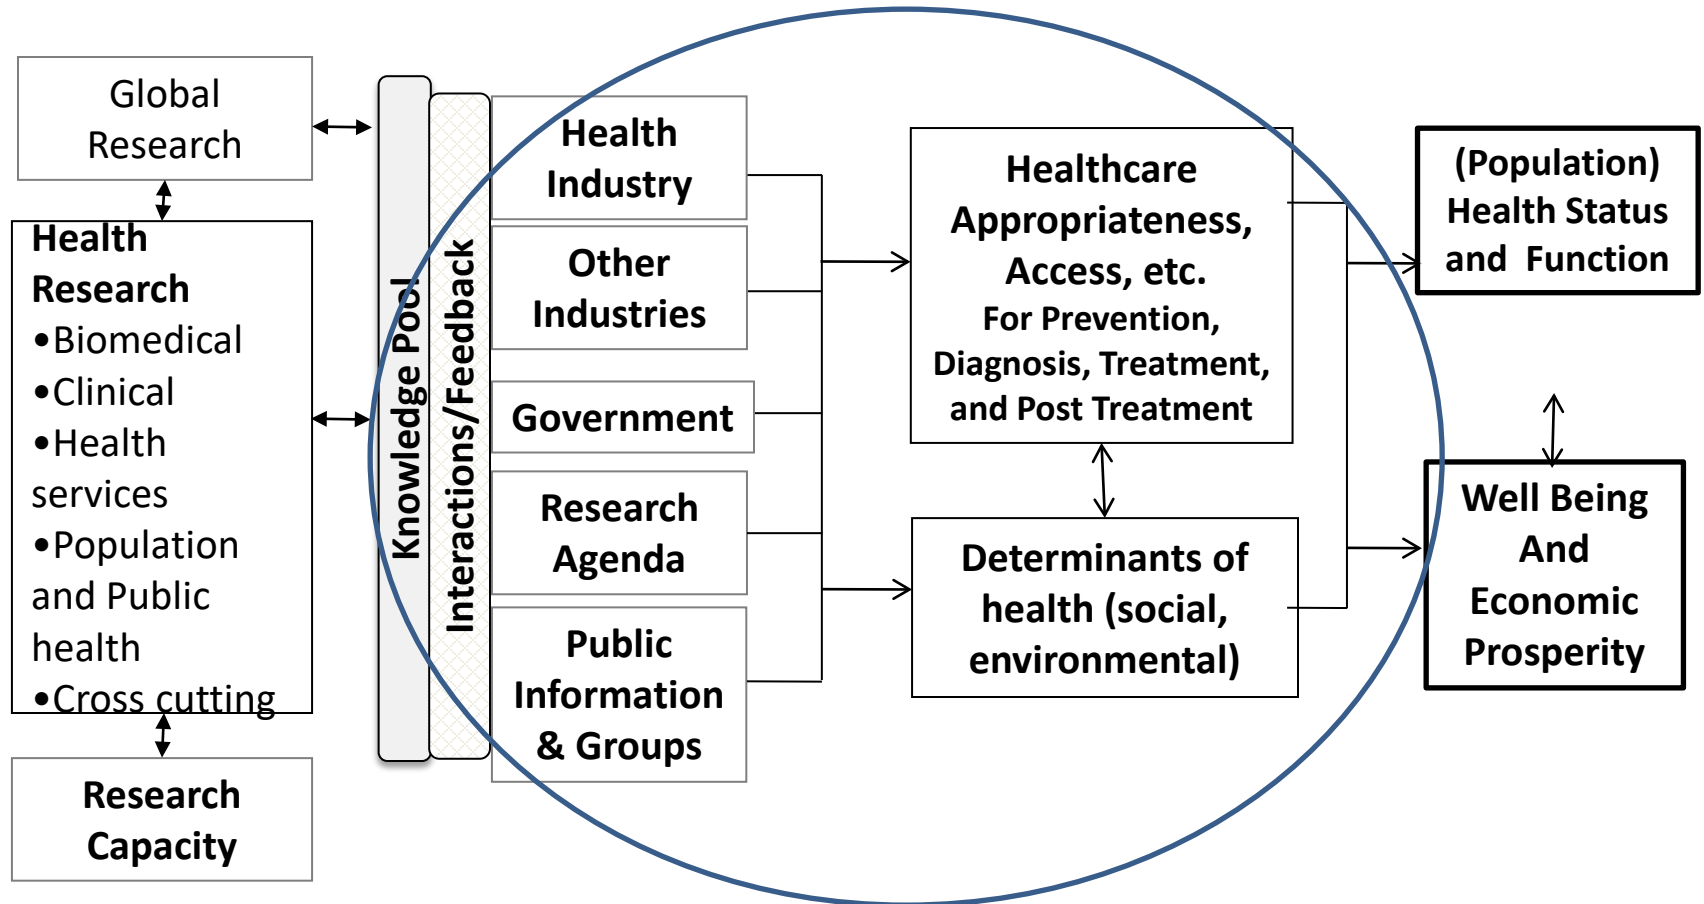 Global
Research
Health
Research
•Biomedical
•Clinical
•Health
services
•Population
and Public
health
•Cross cutting
Research
Capacity
Knowledge Pool
Interactions/Feedback
Health
Industry
Other
Industries
Government
Research
Agenda
Public
Information
& Groups
Healthcare
Appropriateness,
Access, etc.
For Prevention,
Diagnosis, Treatment,
and Post Treatment
Determinants of
health (social,
environmental)
(Population)
Health Status
and Function
Well Being
And
Economic
Prosperity